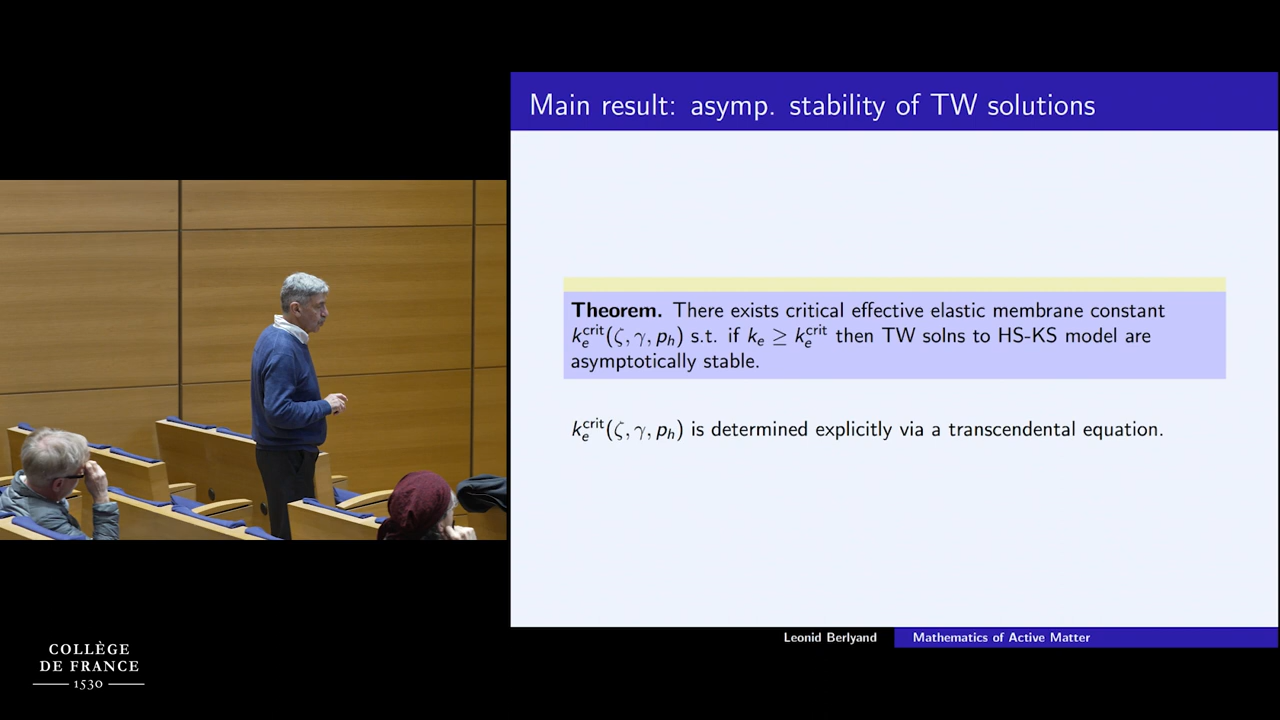 Main result: asymp. stability of TW solutions
Theorem. There exists critical effective elastic membrane constant
k_e^crit(ζ, γ, p_h) s.t. if k_e ≥ k_e^crit then TW solns to HS-KS model are
asymptotically stable.
k_e^crit(ζ, γ, p_h) is determined explicitly via a transcendental equation.
Leonid Berlyand
Mathematics of Active Matter
COLLÈGE
DE FRANCE
1530